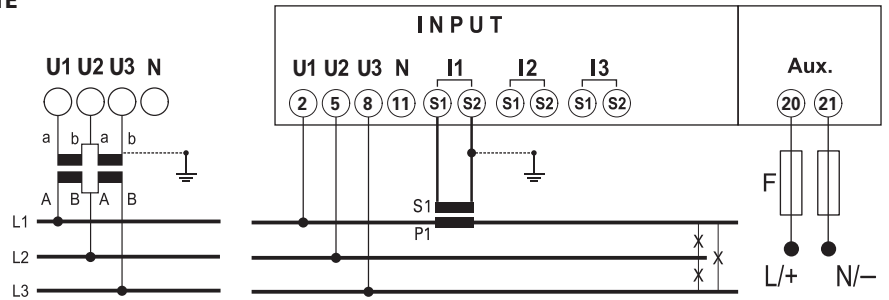 INPUT
U1 U2 U3 N
U1 U2 U3 N I1 I2 I3 Aux.
2 5 8 11 S1 S2 S1 S2 S1 S2 20 21
a b a b
A B A B
S1
P1
F
L1
L2
L3
X
X
X
L/+ N/–